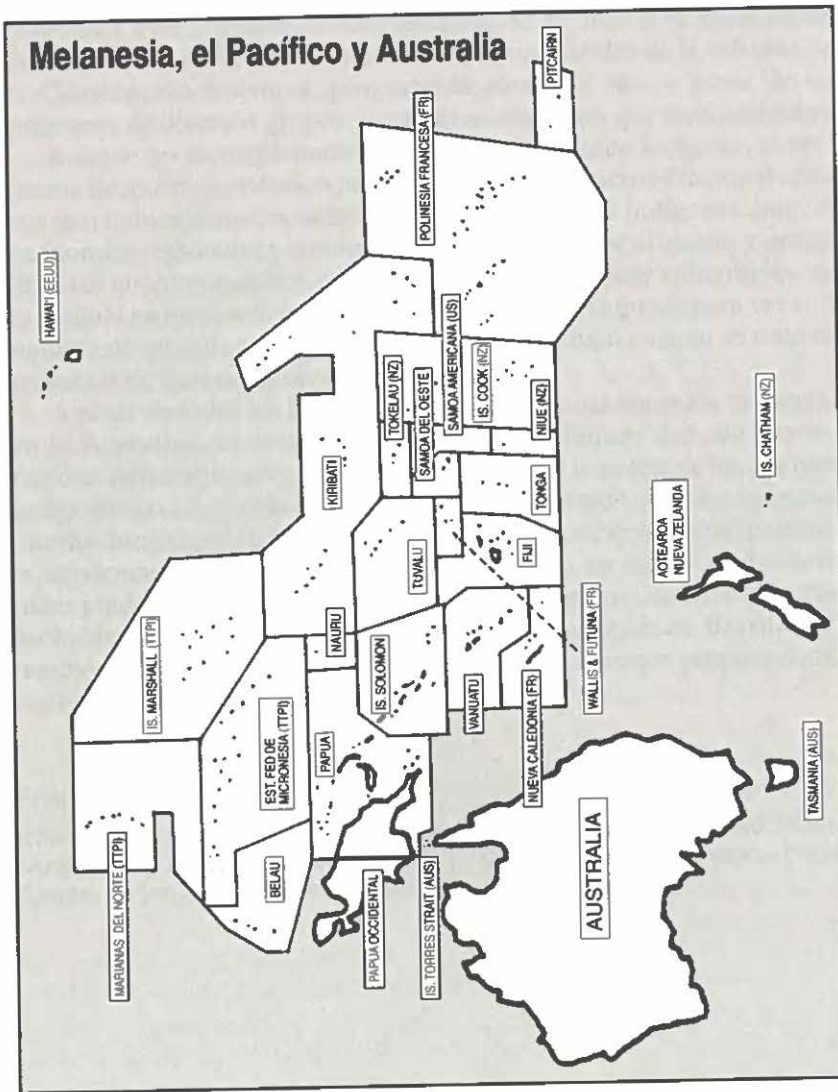 Melanesia, el Pacífico y Australia
HAWAI'I (EEUU)
PITCAIRN
POLINESIA FRANCESA (FR)
MARIANAS DEL NORTE (TTPI)
IS. MARSHALL (TTPI)
EST. FED DE
MICRONESIA (TTPI)
BELAU
KIRIBATI
NAURU
PAPUA
PAPUA OCCIDENTAL
IS. TORRES STRAIT (AUS)
IS. SOLOMON
TUVALU
TOKELAU (NZ)
SAMOA DEL OESTE
SAMOA AMERICANA (US)
IS. COOK (NZ)
NIUE (NZ)
TONGA
FIJI
WALLIS & FUTUNA (FR)
VANUATU
NUEVA CALEDONIA (FR)
AUSTRALIA
TASMANIA (AUS)
AOTEAROA
NUEVA ZELANDA
IS. CHATHAM (NZ)